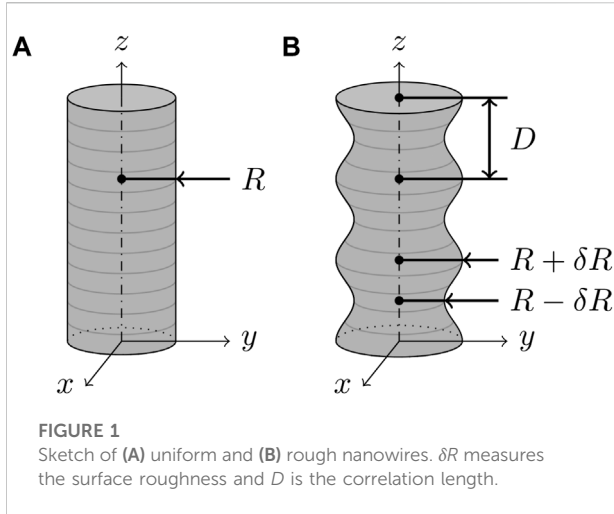 A
B
z
z
D
R
R + δR
R − δR
y
y
x
x
FIGURE 1
Sketch of (A) uniform and (B) rough nanowires. δR measures
the surface roughness and D is the correlation length.